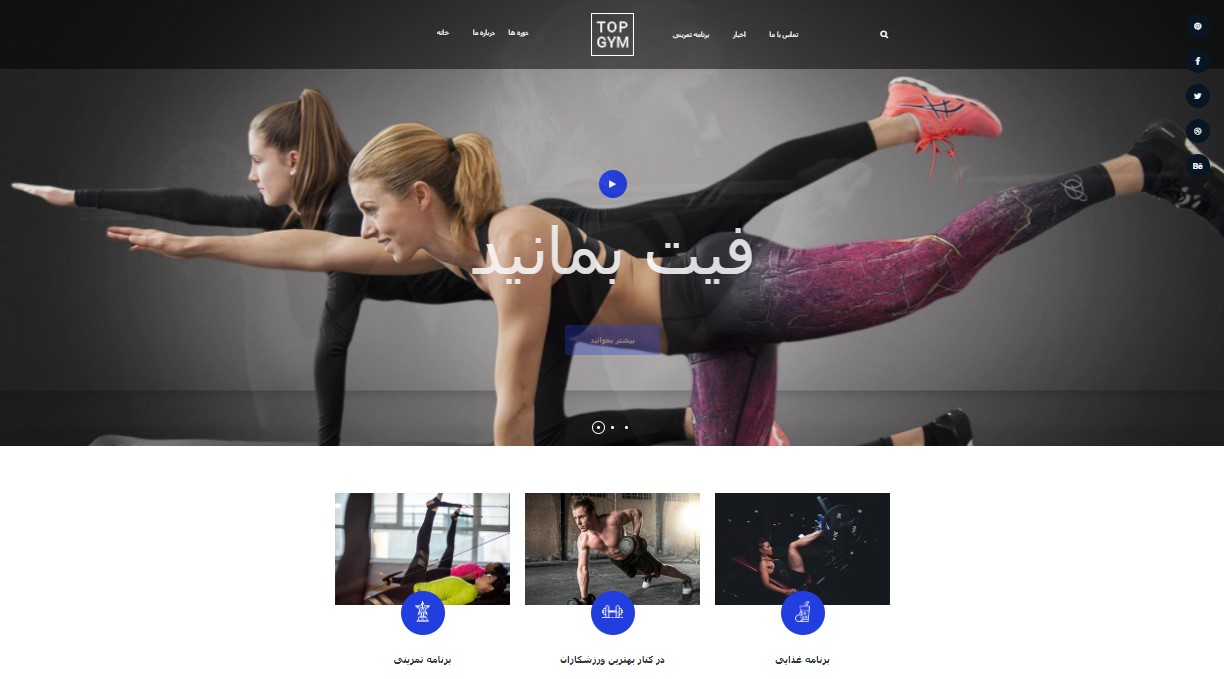 خانه
درباره ما
دوره ها
TOP
GYM
برنامه تمرینی
اخبار
تماس با ما
Bē
فیت بمانید
بیشتر بخوانید
برنامه تمرینی
در کنار بهترین ورزشکاران
برنامه غذایی